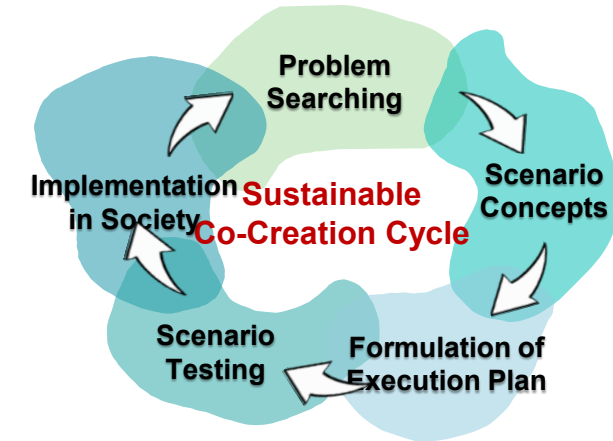 Problem
Searching
Scenario
Concepts
Formulation of
Execution Plan
Scenario
Testing
Implementation
in Society
Sustainable
Co-Creation Cycle